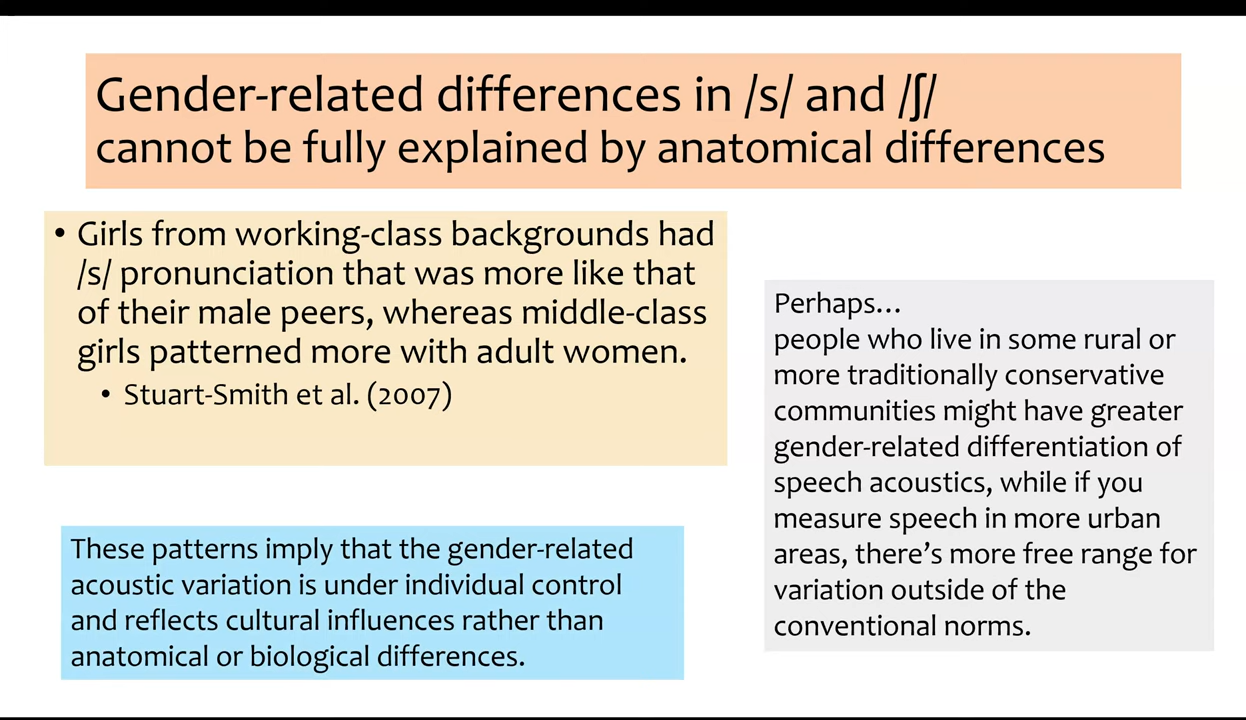 Gender-related differences in /s/ and /ʃ/
cannot be fully explained by anatomical differences
• Girls from working-class backgrounds had
/s/ pronunciation that was more like that
of their male peers, whereas middle-class
girls patterned more with adult women.
• Stuart-Smith et al. (2007)
These patterns imply that the gender-related
acoustic variation is under individual control
and reflects cultural influences rather than
anatomical or biological differences.
Perhaps…
people who live in some rural or
more traditionally conservative
communities might have greater
gender-related differentiation of
speech acoustics, while if you
measure speech in more urban
areas, there’s more free range for
variation outside of the
conventional norms.